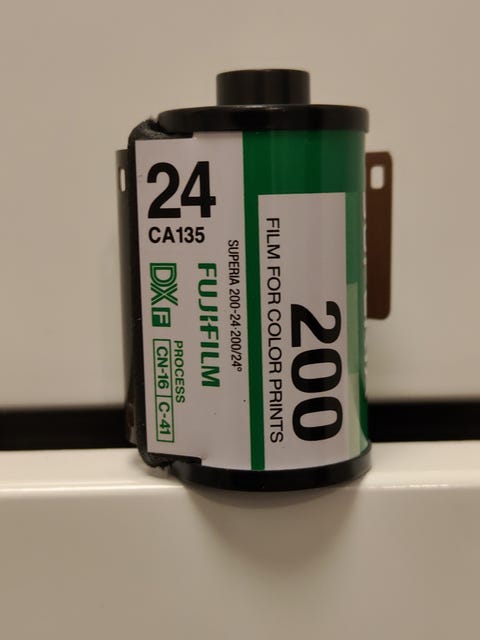 24
CA135
DX F
PROCESS
CN-16 C-41
FUJIFILM
SUPERIA 200-24-200/24°
FILM FOR COLOR PRINTS
200